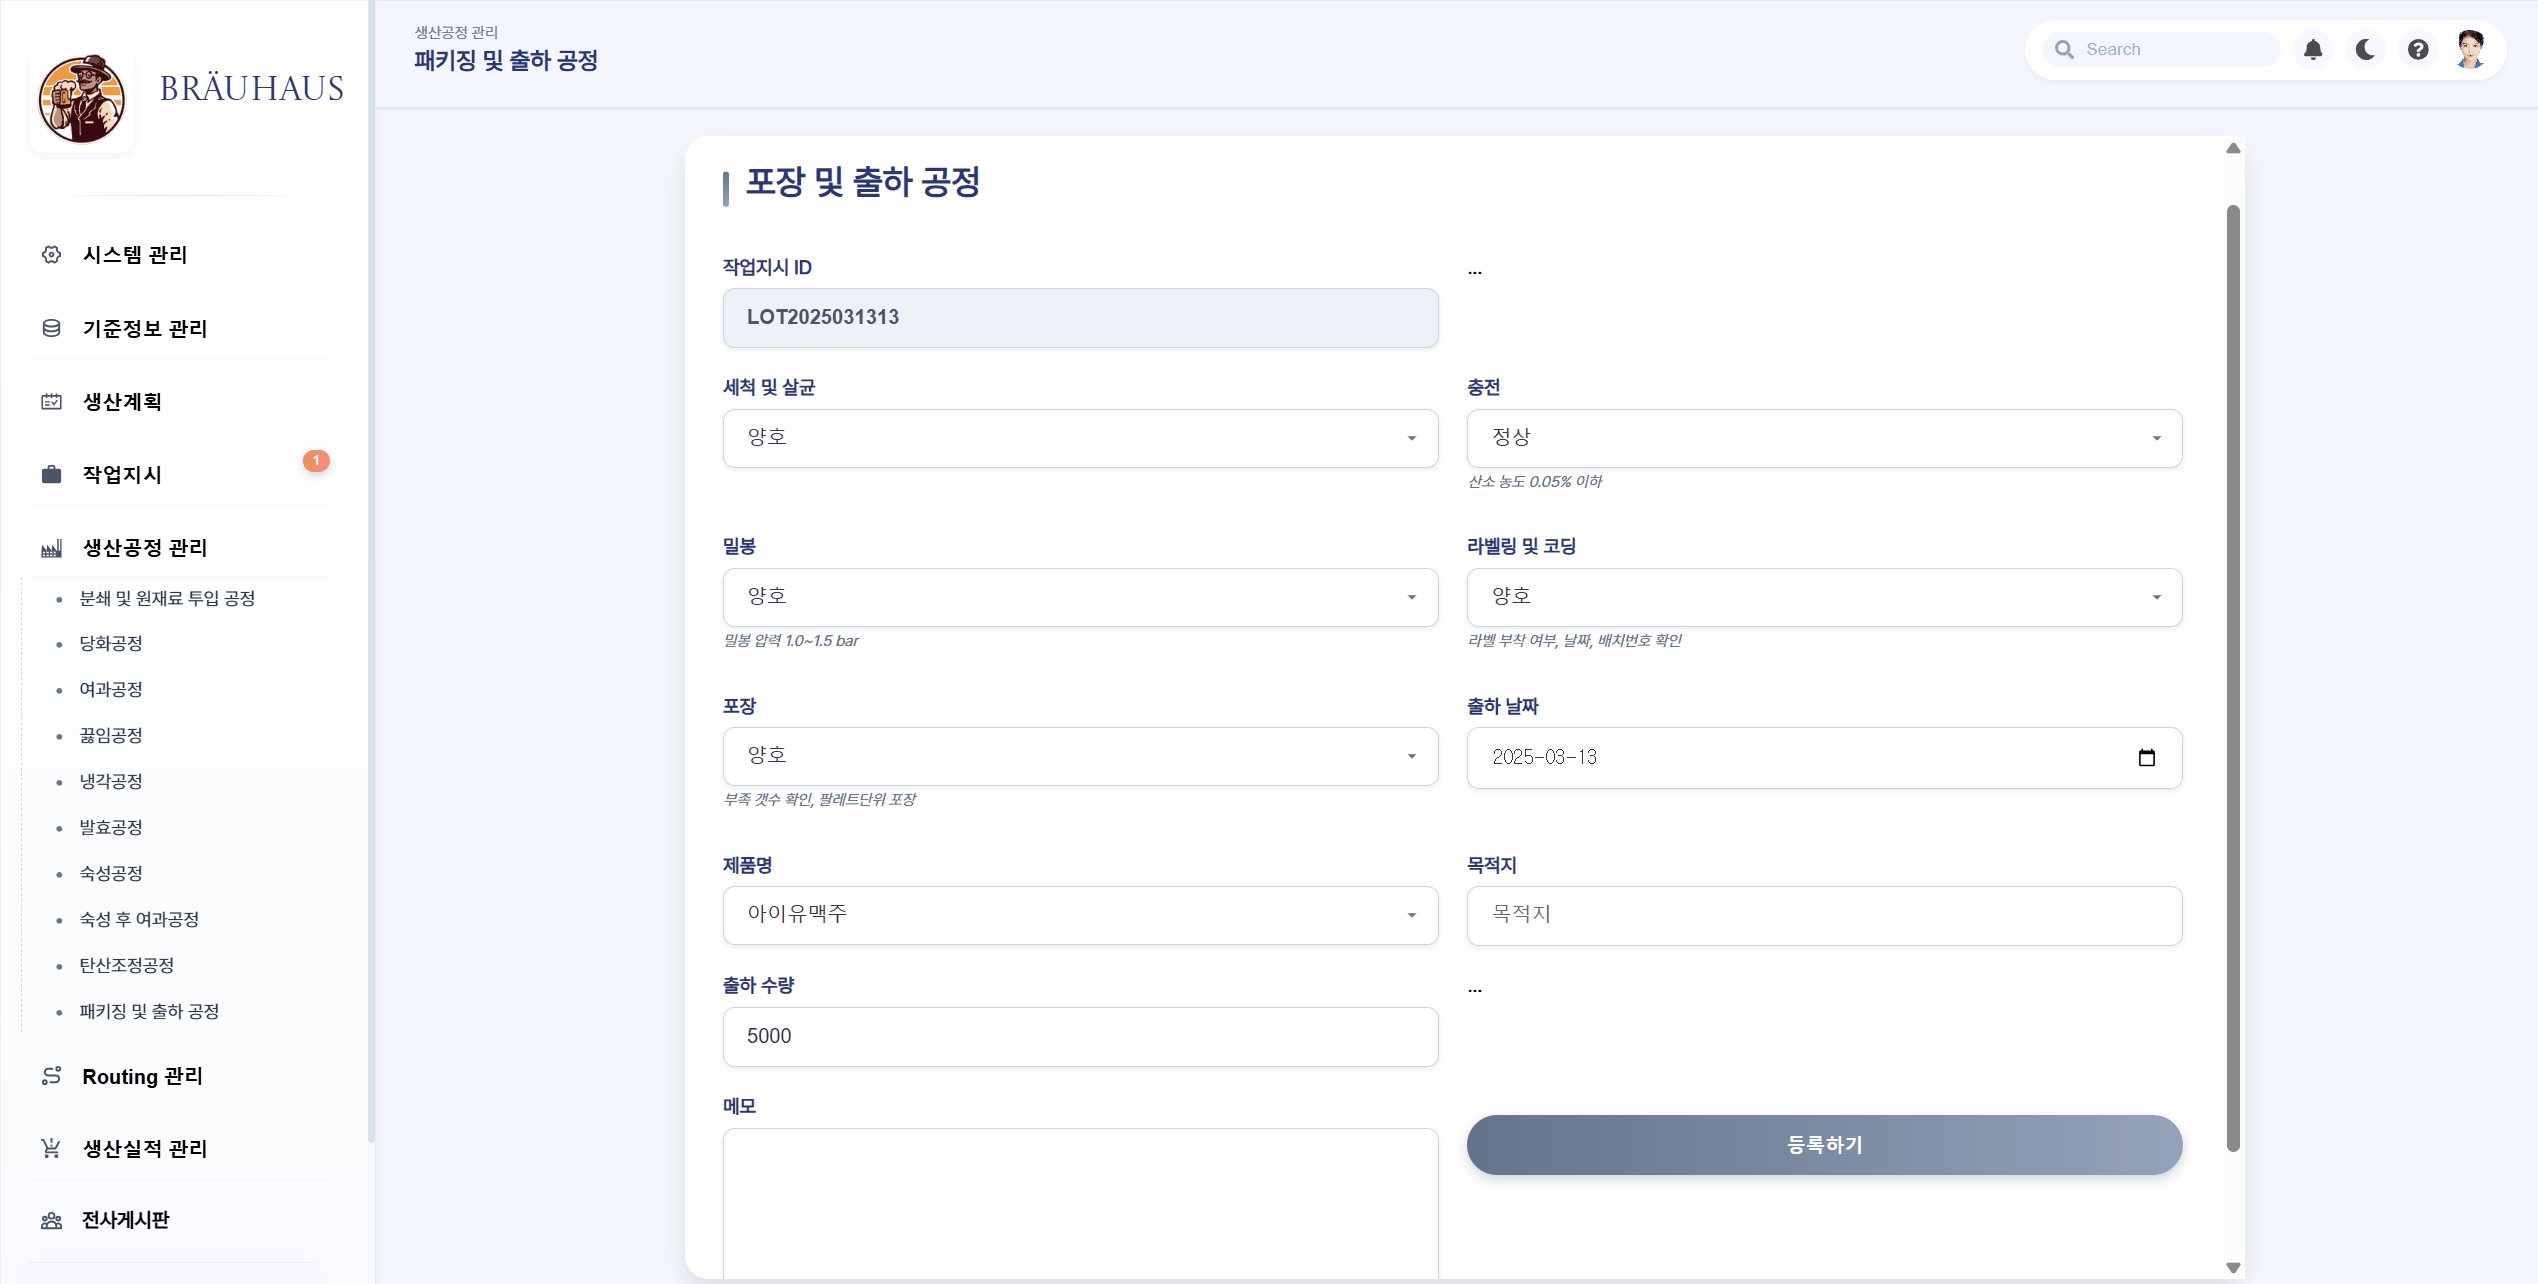 BRÄUHAUS
시스템 관리
기준정보 관리
생산계획
작업지시
1
생산공정 관리
분쇄 및 원재료 투입 공정
당화공정
여과공정
끓임공정
냉각공정
발효공정
숙성공정
숙성 후 여과공정
탄산조정공정
패키징 및 출하 공정
Routing 관리
생산실적 관리
전사게시판
생산공정 관리
패키징 및 출하 공정
Search
포장 및 출하 공정
작업지시 ID
...
LOT2025031313
세척 및 살균
충전
양호
정상
산소 농도 0.05% 이하
밀봉
라벨링 및 코딩
양호
양호
밀봉 압력 1.0~1.5 bar
라벨 부착 여부, 날짜, 배치번호 확인
포장
출하 날짜
양호
2025-03-13
부족 갯수 확인, 팔레트단위 포장
제품명
목적지
아이유맥주
목적지
출하 수량
...
5000
메모
등록하기